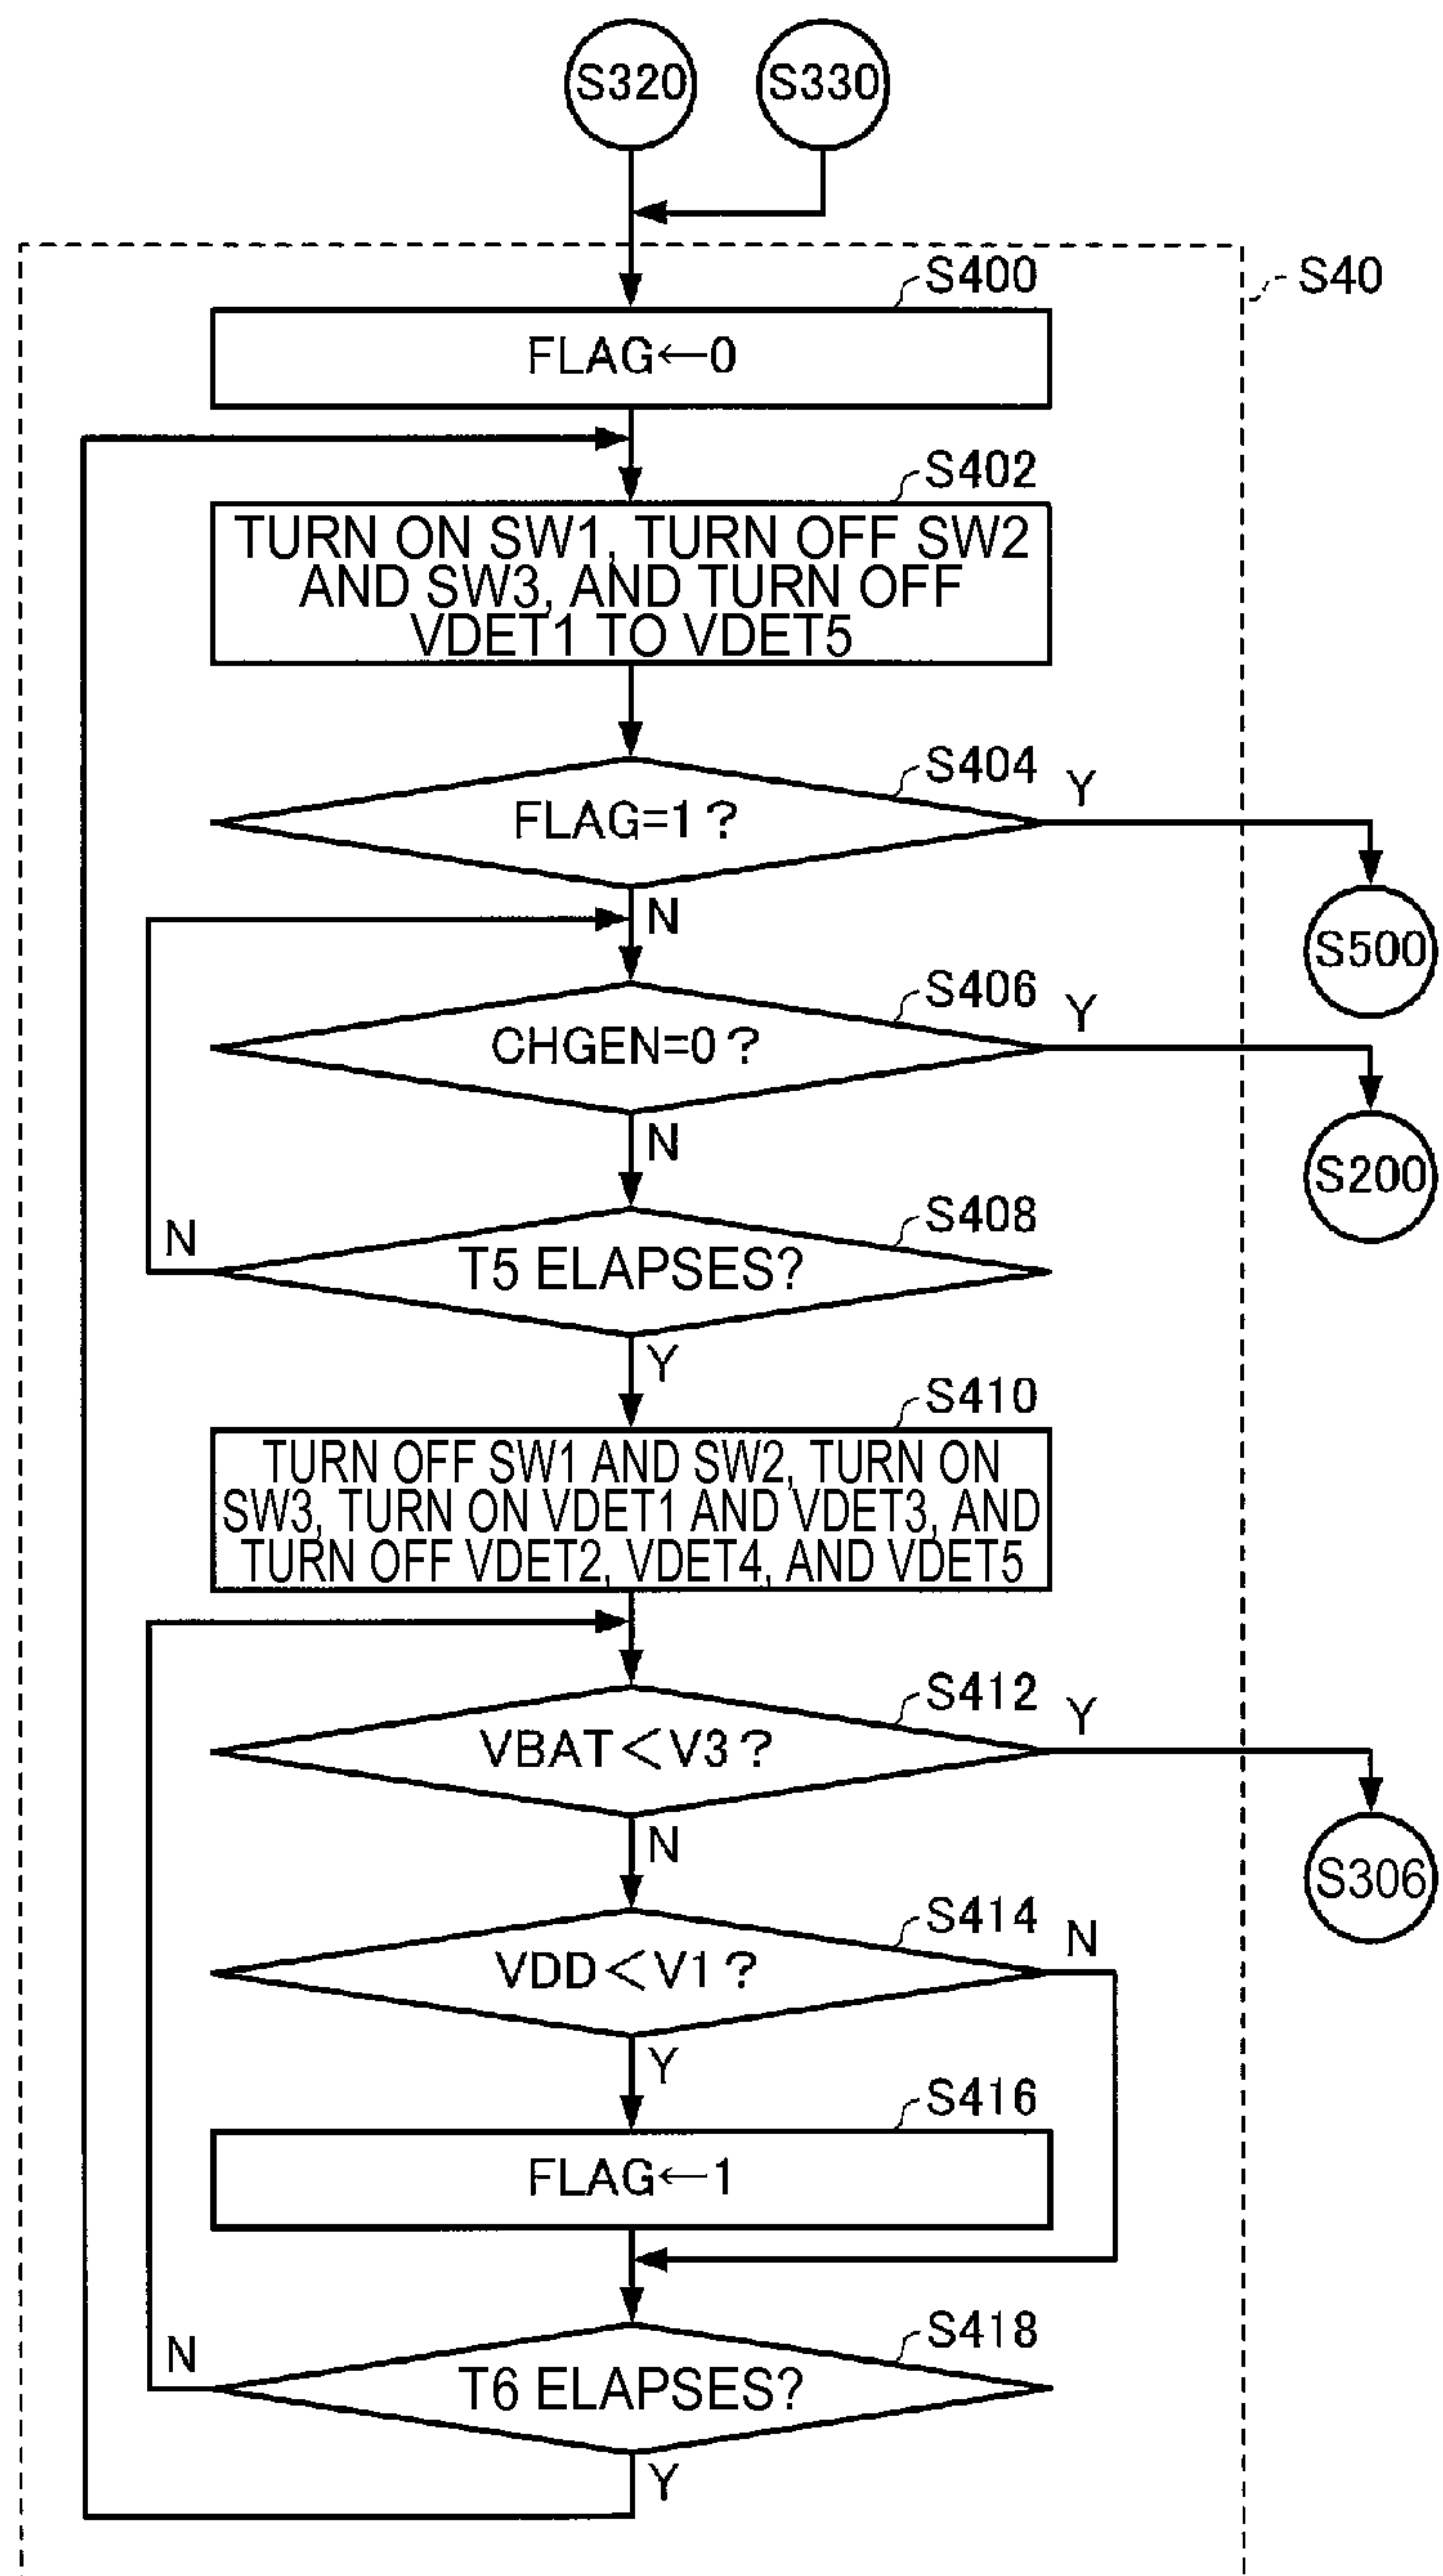 S320
S330
S400
S40
FLAG←0
S402
TURN ON SW1, TURN OFF SW2
AND SW3, AND TURN OFF
VDET1 TO VDET5
S404
Y
FLAG=1?
S500
N
S406
Y
CHGEN=0?
S200
N
S408
N
T5 ELAPSES?
Y
S410
TURN OFF SW1 AND SW2, TURN ON
SW3, TURN ON VDET1 AND VDET3, AND
TURN OFF VDET2, VDET4, AND VDET5
S412
Y
VBAT<V3?
N
S306
S414
N
VDD<V1?
Y
S416
FLAG←1
S418
N
T6 ELAPSES?
Y